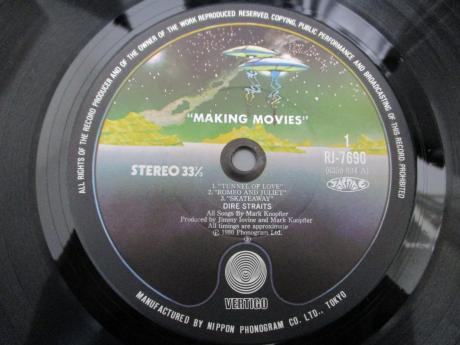 ALL RIGHTS OF THE RECORD PRODUCER AND OF THE OWNER OF THE WORK REPRODUCED RESERVED. COPYING, PUBLIC PERFORMANCE AND BROADCASTING OF THIS RECORD PROHIBITED
"MAKING MOVIES"
1
RJ-7690
STEREO 33⅓
1. "TUNNEL OF LOVE"
2. "ROMEO AND JULIET"
3. "SKATEAWAY"
DIRE STRAITS
All Songs By Mark Knopfler
Produced by Jimmy Iovine and Mark Knopfler
All timings are approximate
Ⓟ 1980 Phonogram Ltd.
VERTIGO
MANUFACTURED BY NIPPON PHONOGRAM CO. LTD., TOKYO